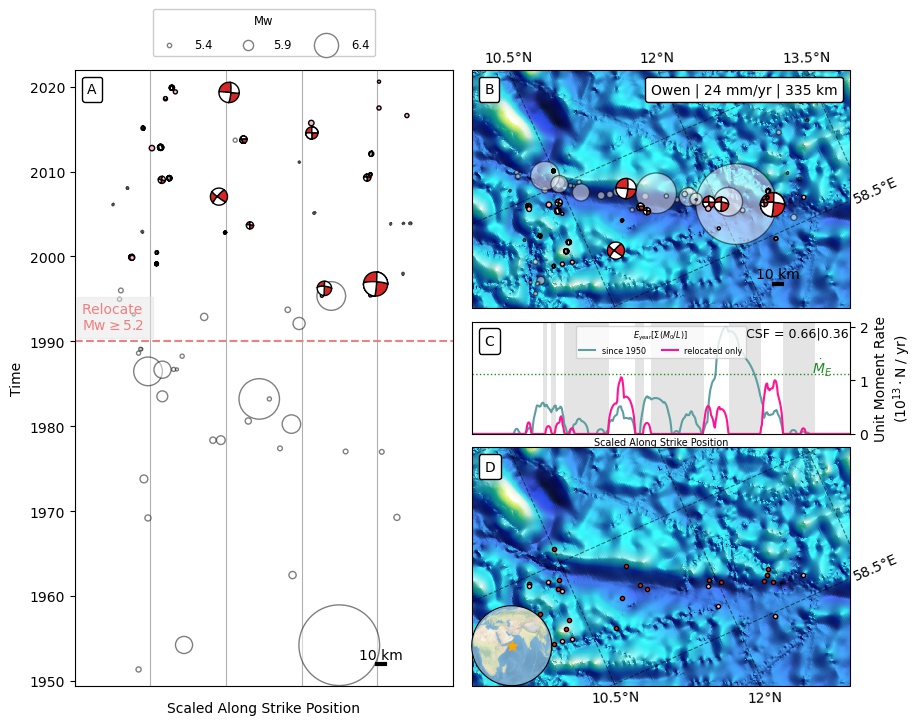 Mw
5.4 5.9 6.4
A
2020
2010
2000
1990
1980
1970
1960
1950
Time
Relocate
Mw ≥ 5.2
10 km
Scaled Along Strike Position
10.5°N 12°N 13.5°N
B
Owen | 24 mm/yr | 335 km
58.5°E
10 km
C
E_year[Σ(M₀/L)]
since 1950 relocated only
CSF = 0.66|0.36
Ṁ_E
2
1
0
Unit Moment Rate
(10¹³ · N / yr)
Scaled Along Strike Position
D
58.5°E
10.5°N 12°N